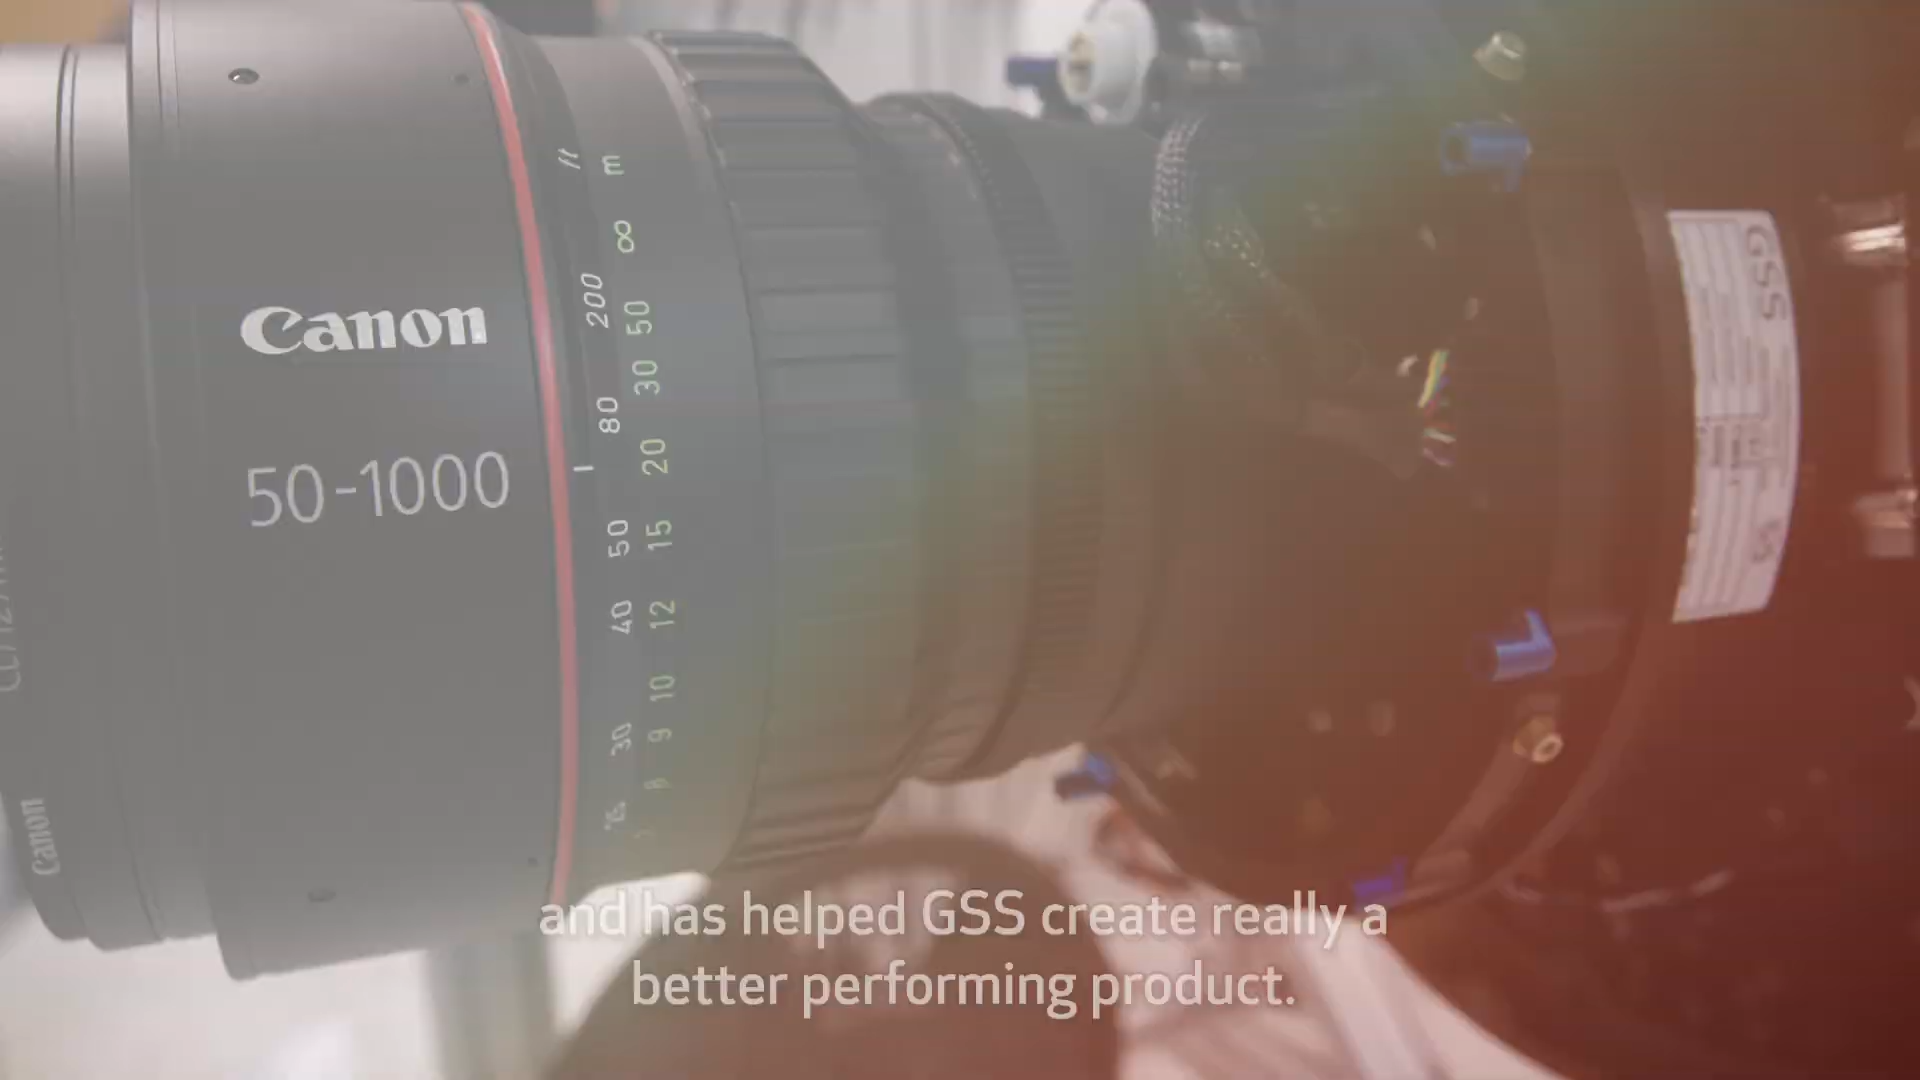 Canon
50-1000
ft
m
∞
200
50
30
80
20
50
15
40
12
10
30
9
8
Canon
GSS
and has helped GSS create really a
better performing product.